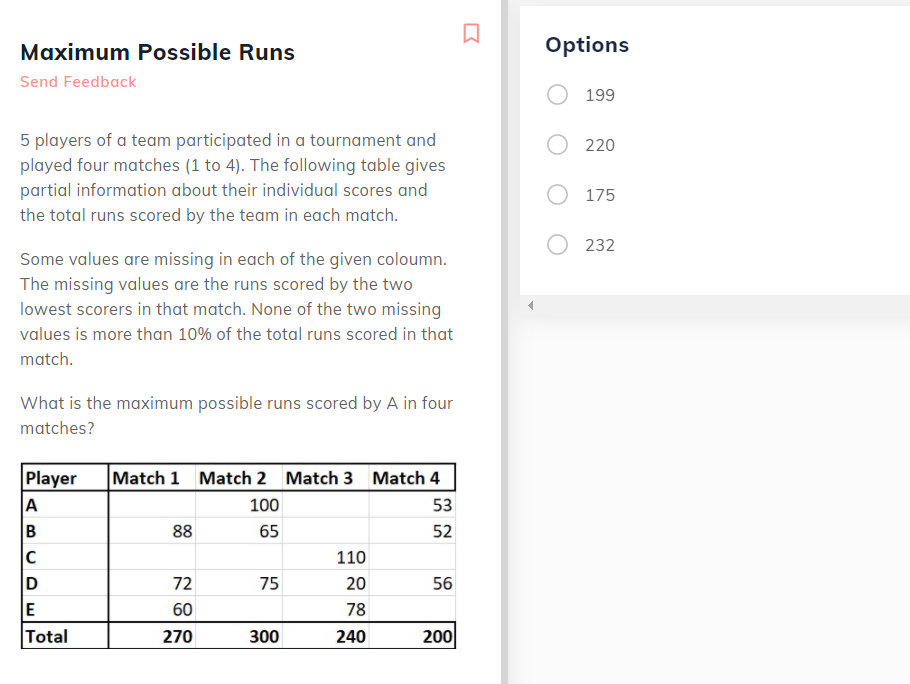 Maximum Possible Runs
Send Feedback
5 players of a team participated in a tournament and
played four matches (1 to 4). The following table gives
partial information about their individual scores and
the total runs scored by the team in each match.
Some values are missing in each of the given coloumn.
The missing values are the runs scored by the two
lowest scorers in that match. None of the two missing
values is more than 10% of the total runs scored in that
match.
What is the maximum possible runs scored by A in four
matches?
Player Match 1 Match 2 Match 3 Match 4
A 100 53
B 88 65 52
C 110
D 72 75 20 56
E 60 78
Total 270 300 240 200
Options
199
220
175
232